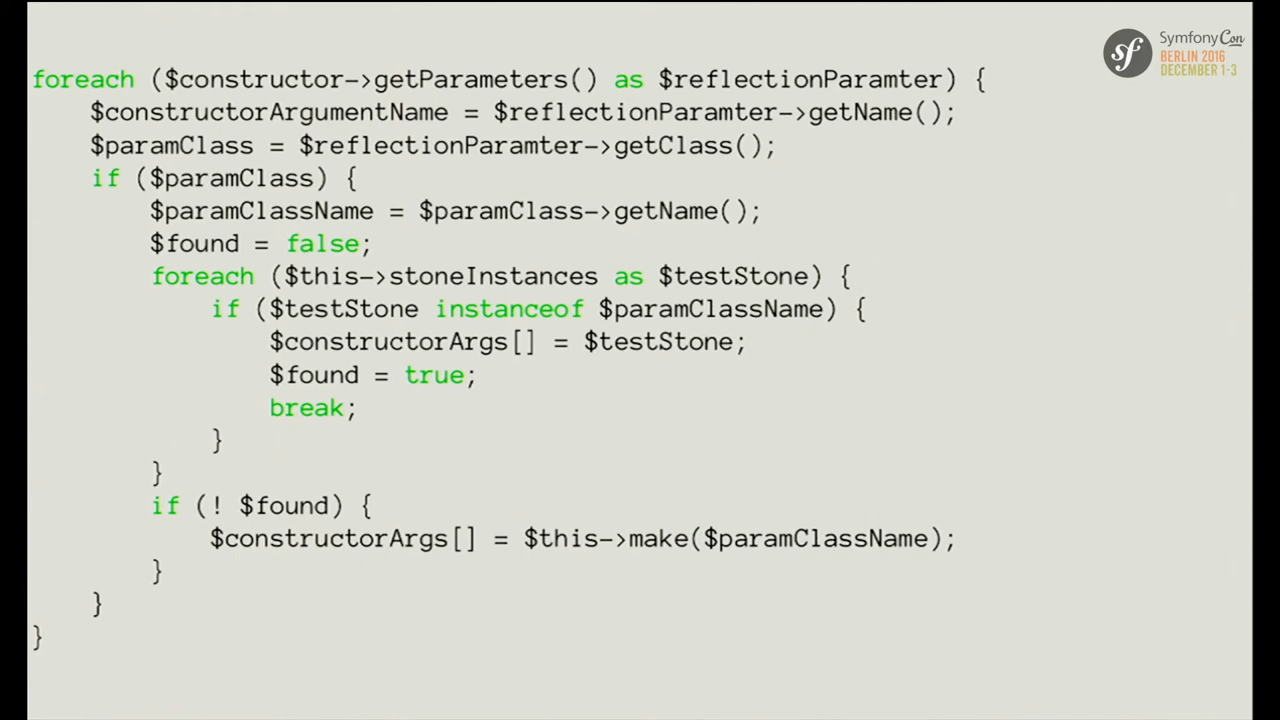 sf SymfonyCon
BERLIN 2016
DECEMBER 1-3
foreach ($constructor->getParameters() as $reflectionParamter) {
$constructorArgumentName = $reflectionParamter->getName();
$paramClass = $reflectionParamter->getClass();
if ($paramClass) {
$paramClassName = $paramClass->getName();
$found = false;
foreach ($this->stoneInstances as $testStone) {
if ($testStone instanceof $paramClassName) {
$constructorArgs[] = $testStone;
$found = true;
break;
}
}
if (! $found) {
$constructorArgs[] = $this->make($paramClassName);
}
}
}